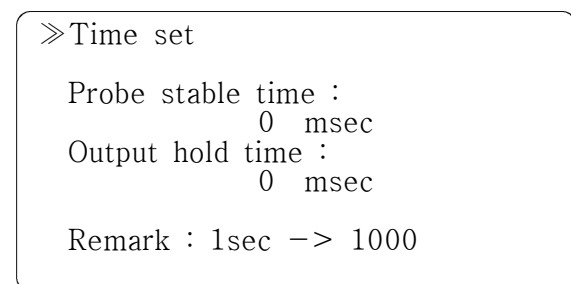 ≫Time set
Probe stable time :
0 msec
Output hold time :
0 msec
Remark : 1sec -> 1000